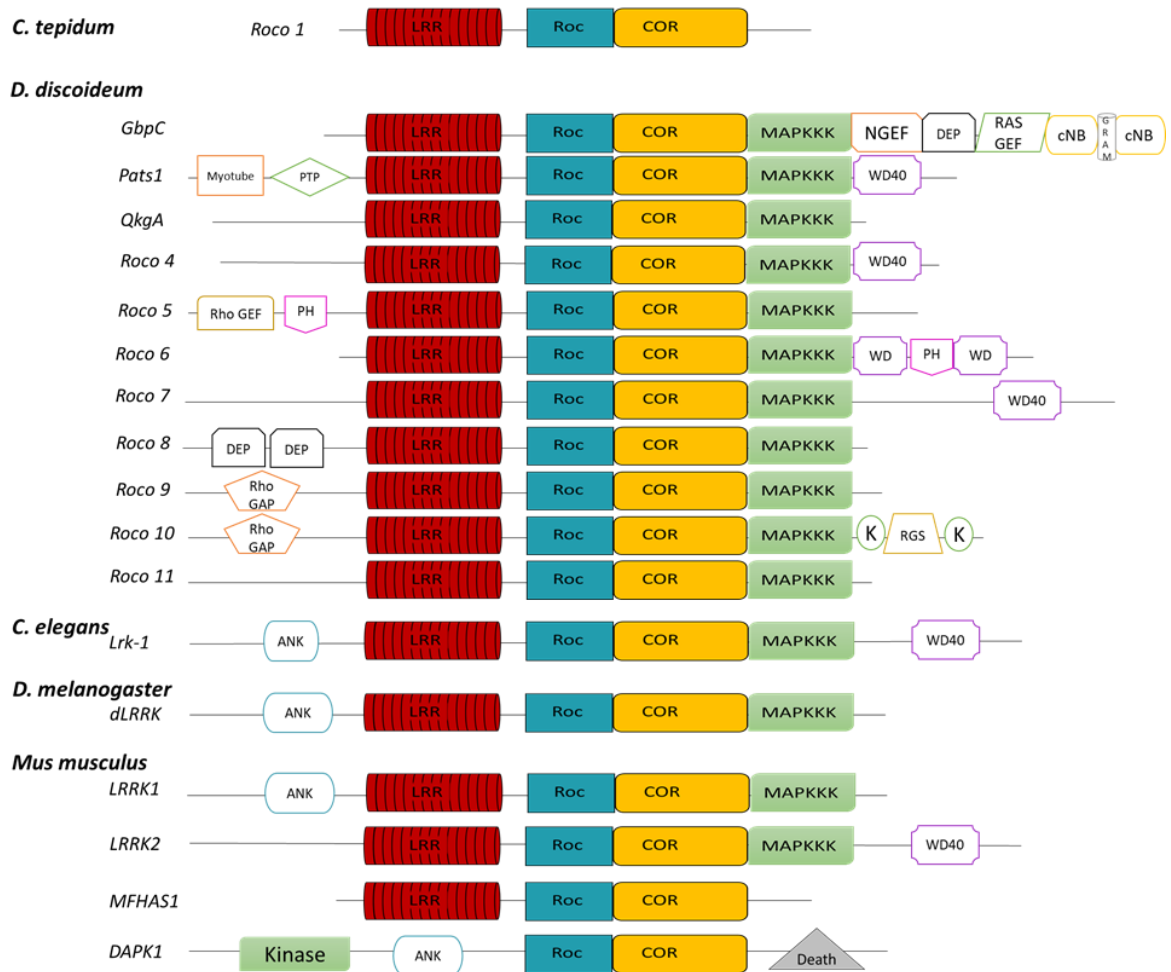 C. tepidum Roco 1 LRR Roc COR
D. discoideum
GbpC LRR Roc COR MAPKKK NGEF DEP RAS GEF cNB GRAM cNB
Pats1 Myotube PTP LRR Roc COR MAPKKK WD40
QkgA LRR Roc COR MAPKKK
Roco 4 LRR Roc COR MAPKKK WD40
Roco 5 Rho GEF PH LRR Roc COR MAPKKK
Roco 6 LRR Roc COR MAPKKK WD PH WD
Roco 7 LRR Roc COR MAPKKK WD40
Roco 8 DEP DEP LRR Roc COR MAPKKK
Roco 9 Rho GAP LRR Roc COR MAPKKK
Roco 10 Rho GAP LRR Roc COR MAPKKK K RGS K
Roco 11 LRR Roc COR MAPKKK
C. elegans
Lrk-1 ANK LRR Roc COR MAPKKK WD40
D. melanogaster
dLRRK ANK LRR Roc COR MAPKKK
Mus musculus
LRRK1 ANK LRR Roc COR MAPKKK
LRRK2 LRR Roc COR MAPKKK WD40
MFHAS1 LRR Roc COR
DAPK1 Kinase ANK Roc COR Death